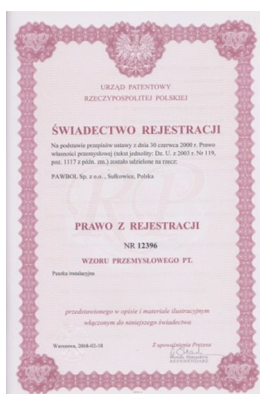 URZĄD PATENTOWY
RZECZYPOSPOLITEJ POLSKIEJ
ŚWIADECTWO REJESTRACJI
Na podstawie przepisów ustawy z dnia 30 czerwca 2000 r. Prawo
własności przemysłowej (tekst jednolity: Dz. U. z 2003 r. Nr 119,
poz. 1117 z późn. zm.) zostało udzielone na rzecz:
PAWBOL Sp. z o.o., Sułkowice, Polska
PRAWO Z REJESTRACJI
NR 12396
WZORU PRZEMYSŁOWEGO PT.
Puszka instalacyjna
przedstawionego w opisie i materiale ilustracyjnym
włączonym do niniejszego świadectwa
Warszawa, 2008-02-18
Z upoważnienia Prezesa